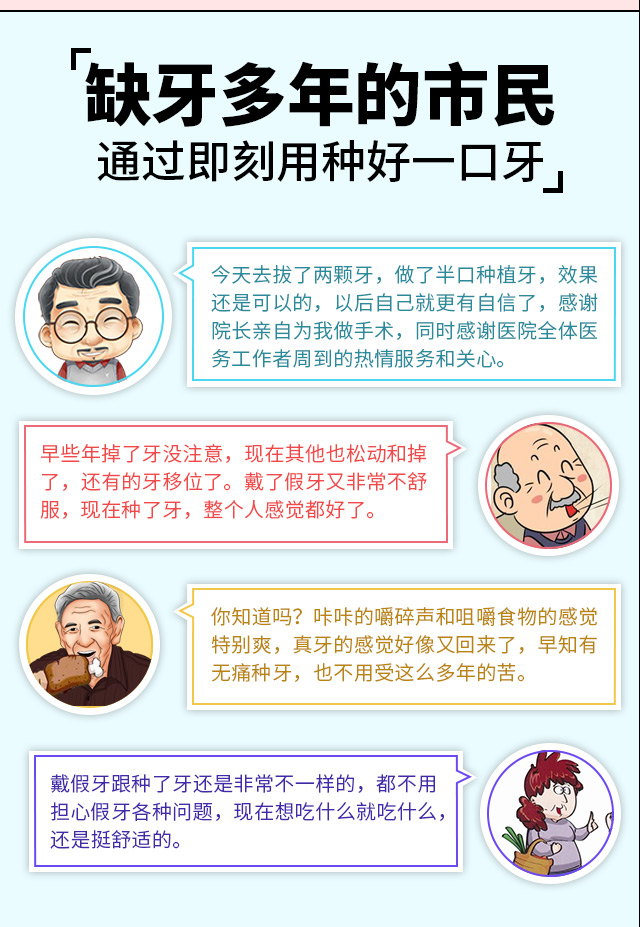 缺牙多年的市民
通过即刻用种好一口牙
今天去拔了两颗牙，做了半口种植牙，效果
还是可以的，以后自己就更有自信了，感谢
院长亲自为我做手术，同时感谢医院全体医
务工作者周到的热情服务和关心。
早些年掉了牙没注意，现在其他也松动和掉
了，还有的牙移位了。戴了假牙又非常不舒
服，现在种了牙，整个人感觉都好了。
你知道吗？咔咔的嚼碎声和咀嚼食物的感觉
特别爽，真牙的感觉好像又回来了，早知有
无痛种牙，也不用受这么多年的苦。
戴假牙跟种了牙还是非常不一样的，都不用
担心假牙各种问题，现在想吃什么就吃什么，
还是挺舒适的。